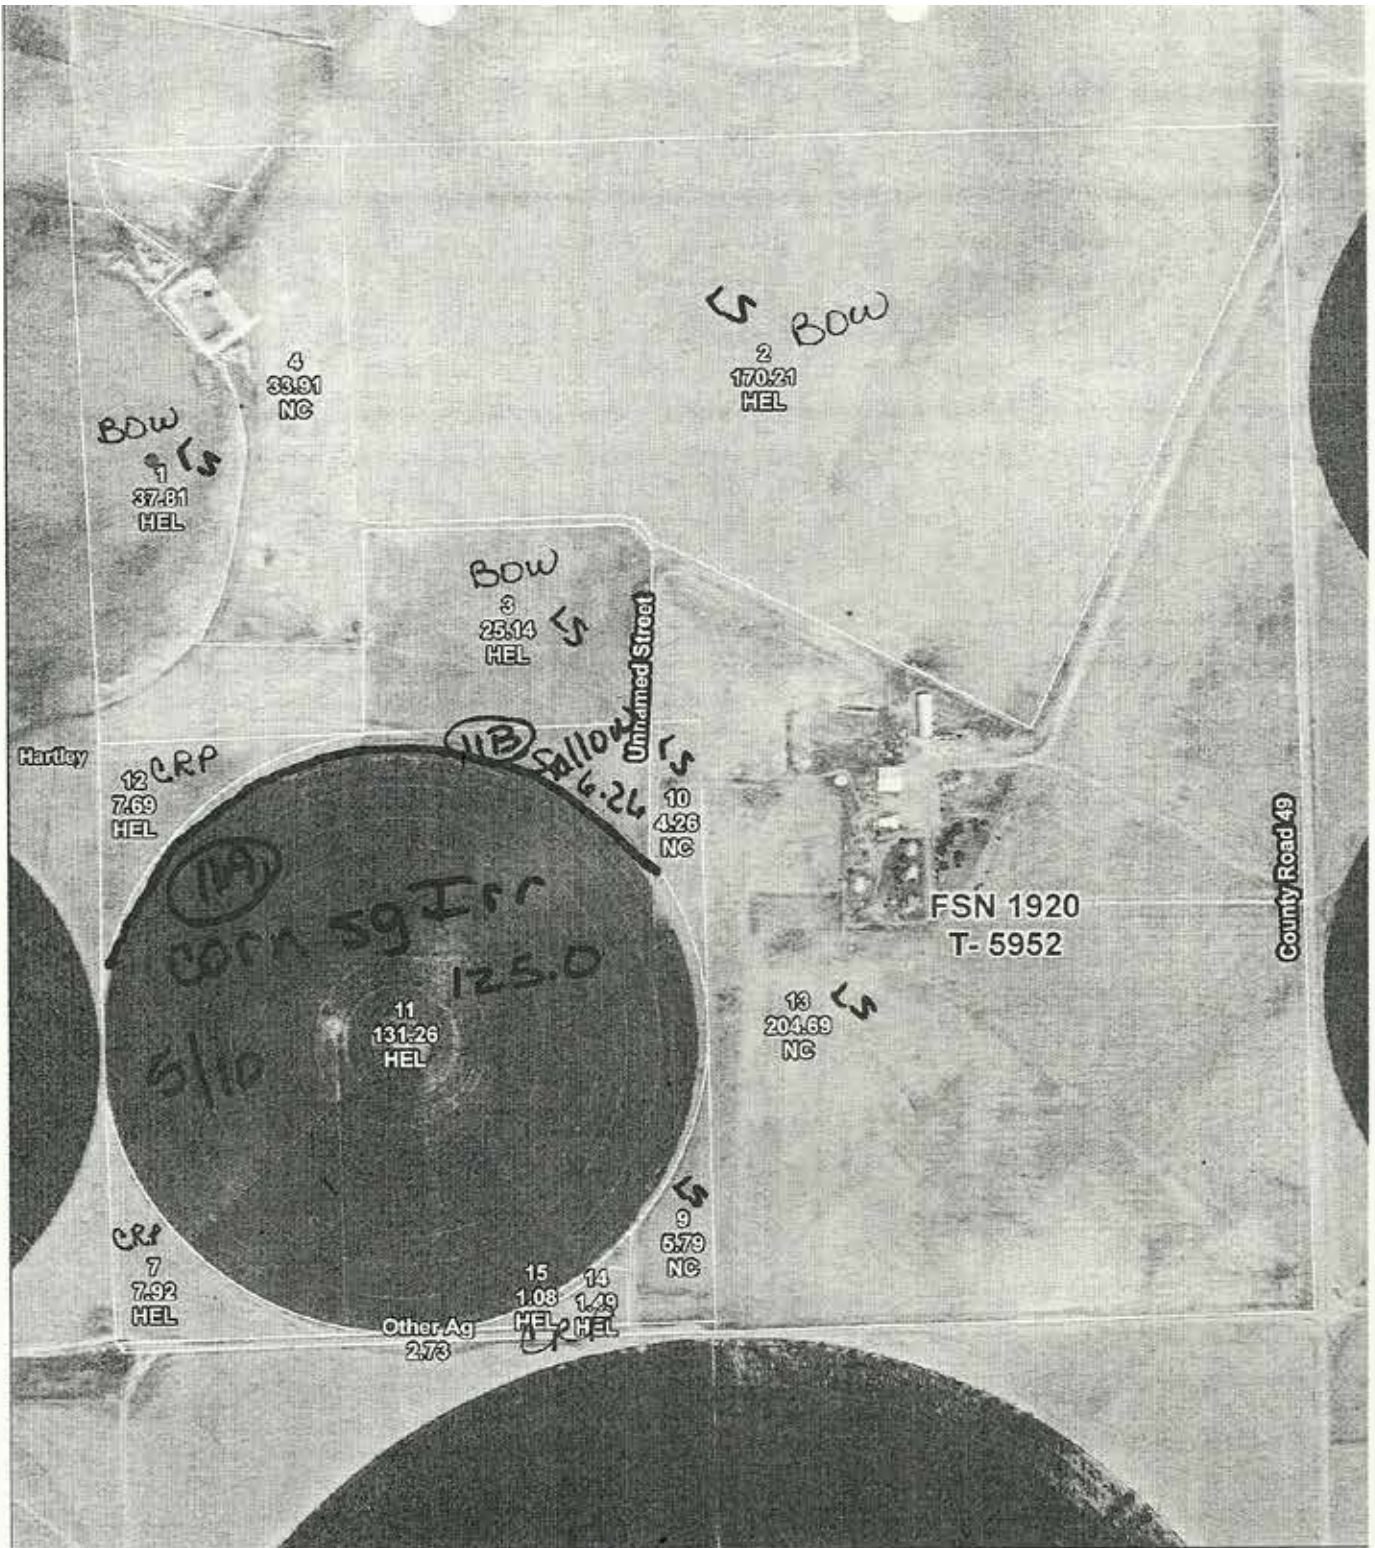 LS
BOW
2
170.21
HEL
4
33.91
NC
BOW
LS
1
37.81
HEL
BOW
3
25.14
HEL
LS
Unnamed Street
Hartley
12 CRP
7.69
HEL
11B
fallow
6.26
LS
10
4.26
NC
11A
corn sg Irr
125.0
5/10
11
131.26
HEL
FSN 1920
T- 5952
County Road 49
13
204.69
NC
LS
LS
9
5.79
NC
CRP
7
7.92
HEL
15
1.08
HEL
14
1.49
HEL
CRP
Other Ag
2.73